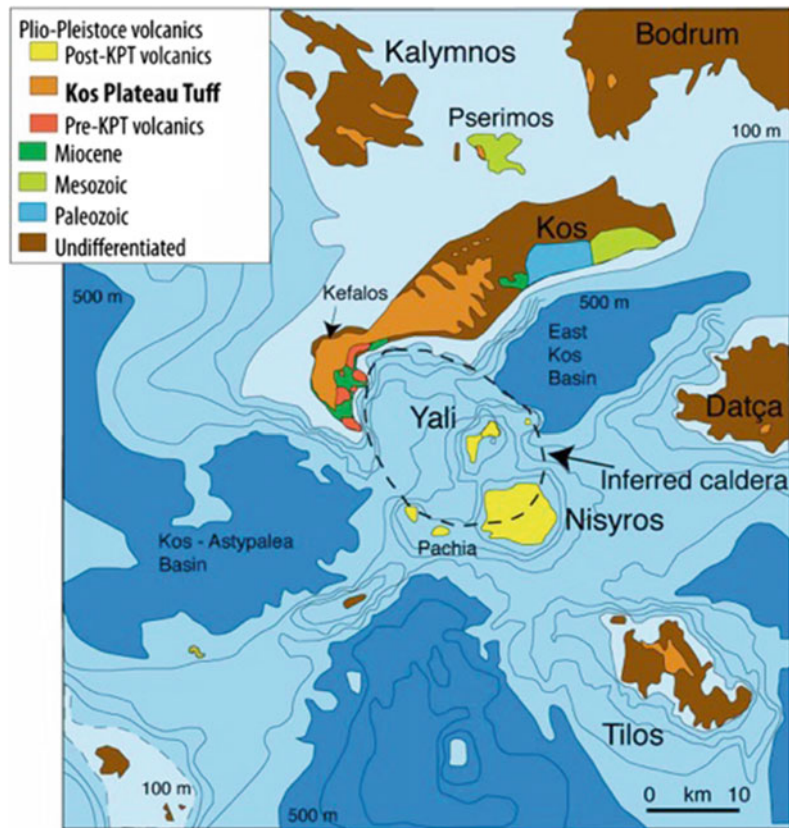 Plio-Pleistoce volcanics
Post-KPT volcanics
Kos Plateau Tuff
Pre-KPT volcanics
Miocene
Mesozoic
Paleozoic
Undifferentiated
Kalymnos
Bodrum
Pserimos
100 m
Kos
500 m
Kefalos
500 m
East
Kos
Basin
Datça
Yali
Inferred caldera
Nisyros
Kos - Astypalea
Basin
Pachia
Tilos
100 m
500 m
0 km 10